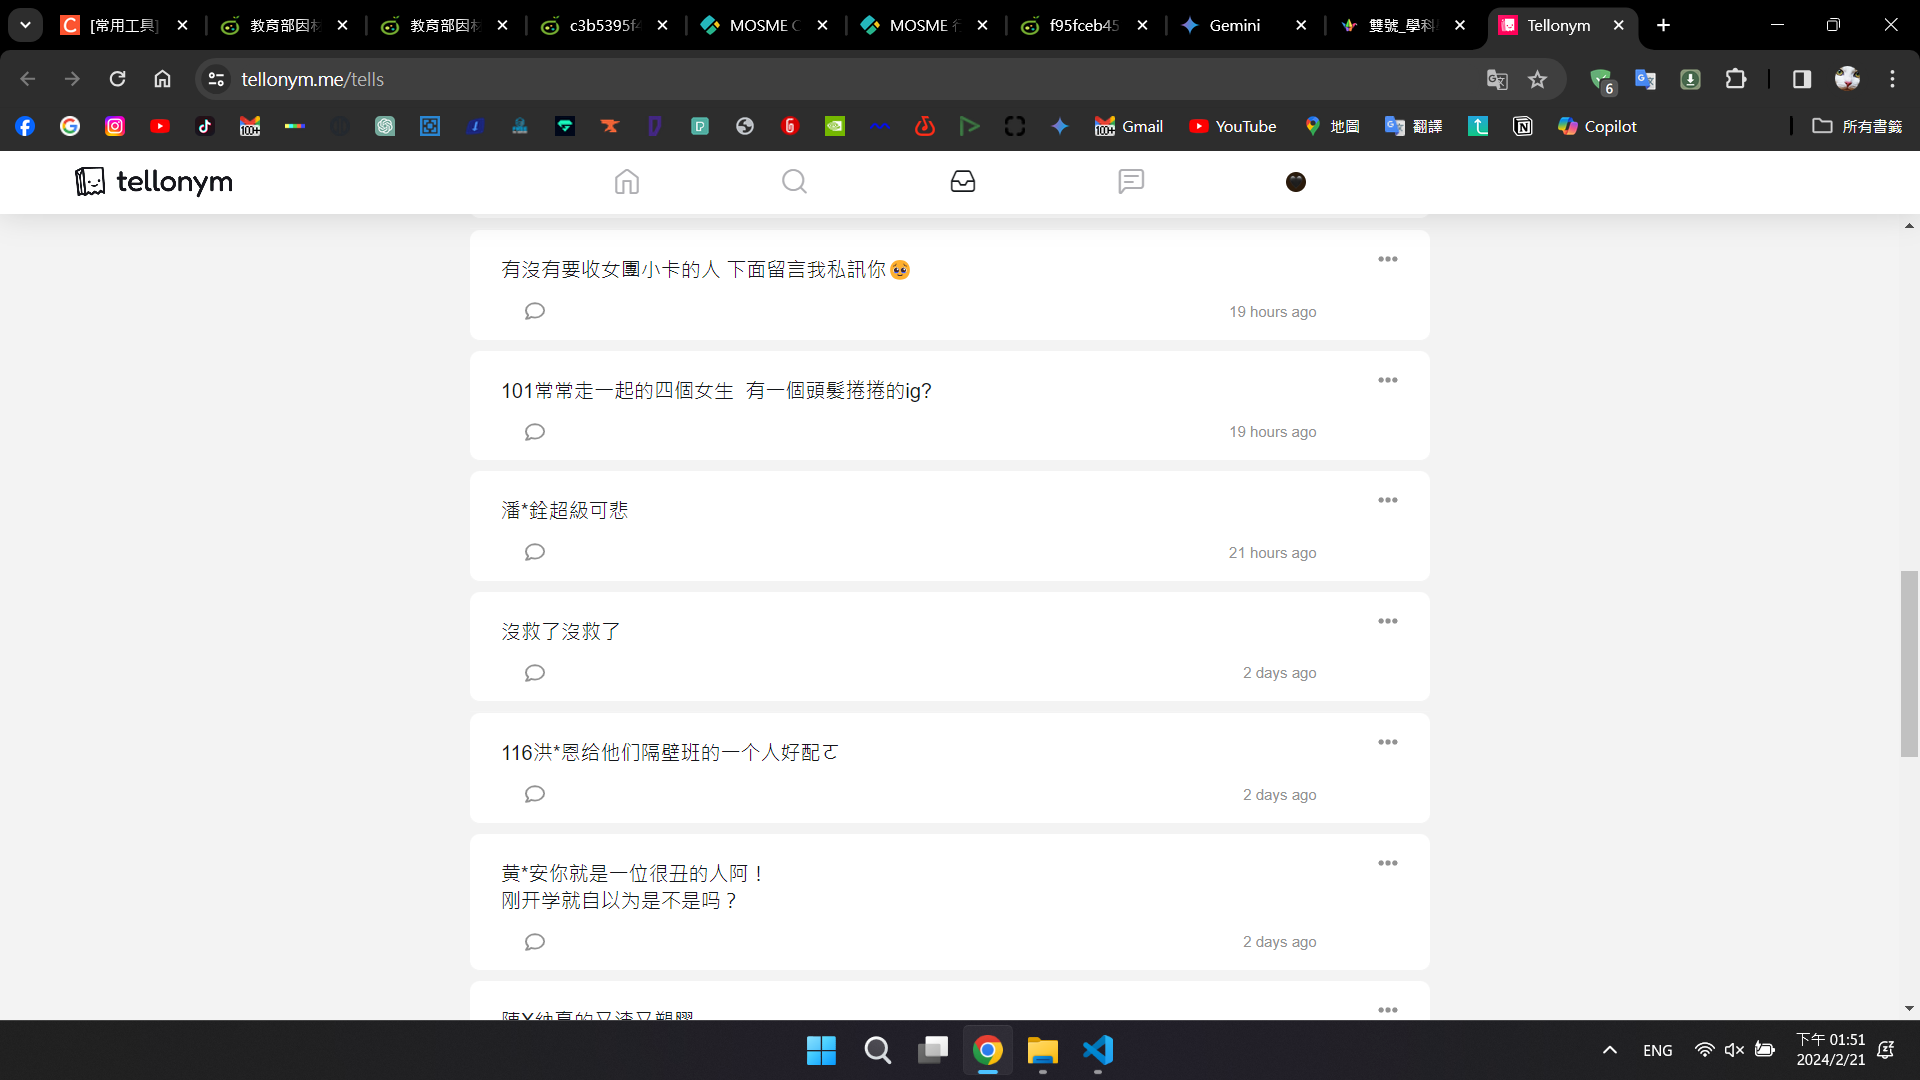 [常用工具]
教育部因材
教育部因材
c3b5395f4
MOSME
MOSME 行
f95fceb45
Gemini
雙號_學科
Tellonym
tellonym.me/tells
6
Gmail
YouTube
地圖
翻譯
Copilot
所有書籤
tellonym
有沒有要收女團小卡的人 下面留言我私訊你🥹
19 hours ago
101常常走一起的四個女生  有一個頭髮捲捲的ig?
19 hours ago
潘*銓超級可悲
21 hours ago
沒救了沒救了
2 days ago
116洪*恩给他们隔壁班的一个人好配ㄛ
2 days ago
黄*安你就是一位很丑的人阿！
刚开学就自以为是不是吗？
2 days ago
ENG
下午 01:51
2024/2/21